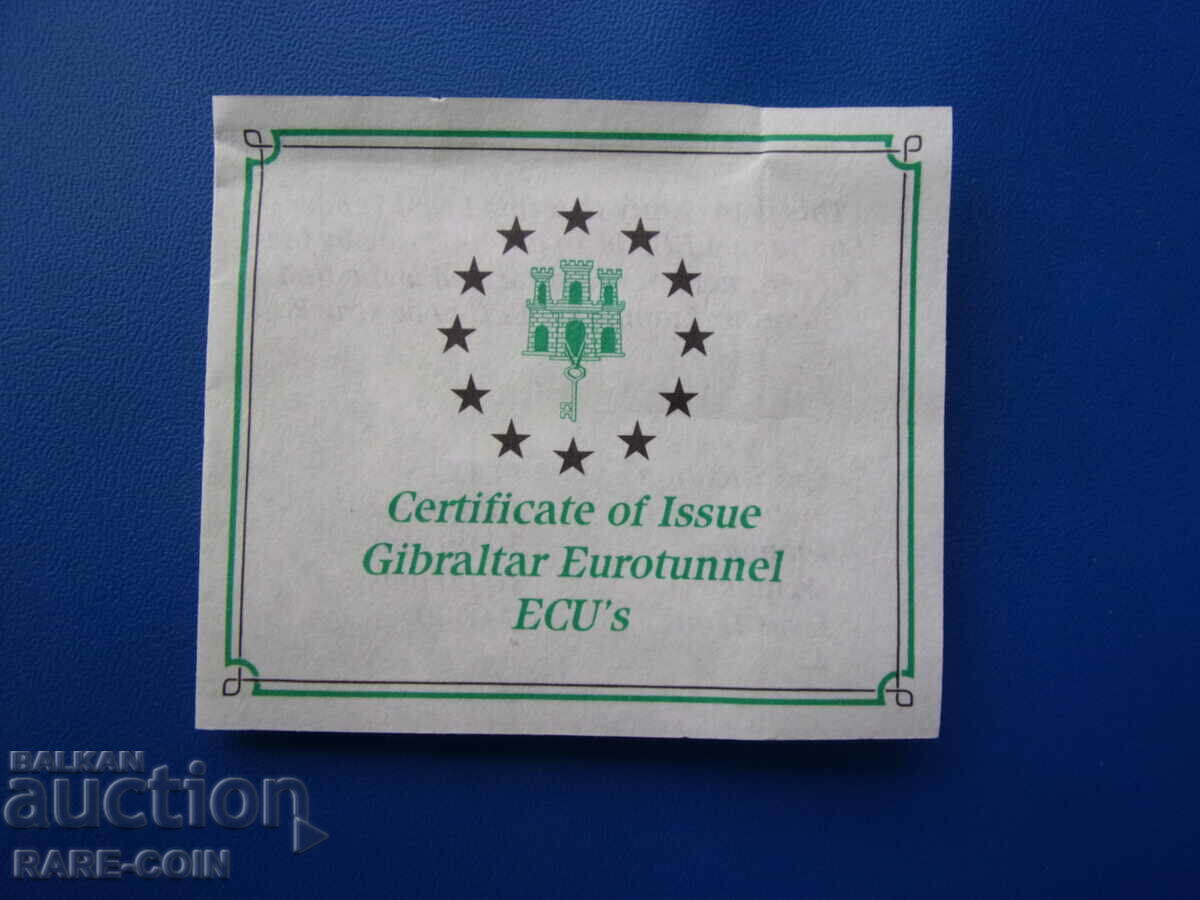 Certificate of Issue
Gibraltar Eurotunnel
ECU's
BALKAN
auction
RARE-COIN